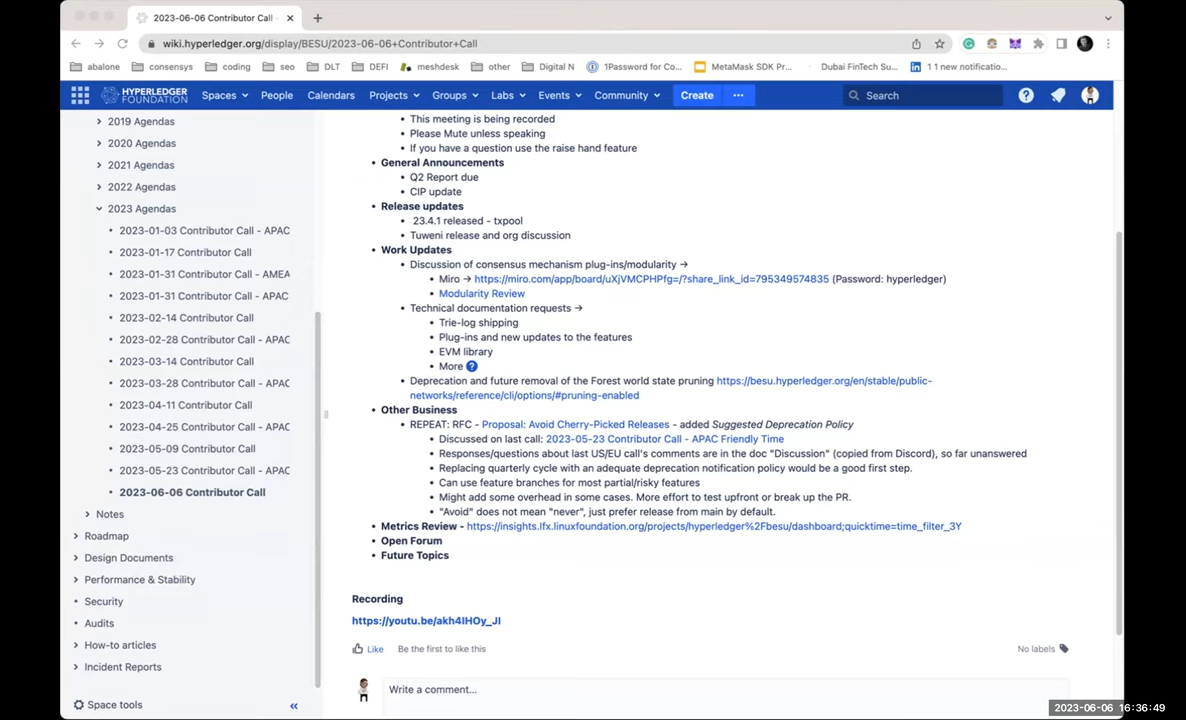 2023-06-06 Contributor Call
wiki.hyperledger.org/display/BESU/2023-06-06+Contributor+Call
abalone consensys coding seo DLT DEFI meshdesk other Digital N 1Password for Co... MetaMask SDK Pr... Dubai FinTech Su... 1 1 new notificatio...
HYPERLEDGER FOUNDATION Spaces People Calendars Projects Groups Labs Events Community Create ... Search
2019 Agendas
2020 Agendas
2021 Agendas
2022 Agendas
2023 Agendas
2023-01-03 Contributor Call - APAC
2023-01-17 Contributor Call
2023-01-31 Contributor Call - AMEA
2023-01-31 Contributor Call - APAC
2023-02-14 Contributor Call
2023-02-28 Contributor Call - APAC
2023-03-14 Contributor Call
2023-03-28 Contributor Call - APAC
2023-04-11 Contributor Call
2023-04-25 Contributor Call - APAC
2023-05-09 Contributor Call
2023-05-23 Contributor Call - APAC
2023-06-06 Contributor Call
Notes
Roadmap
Design Documents
Performance & Stability
Security
Audits
How-to articles
Incident Reports
Space tools
This meeting is being recorded
Please Mute unless speaking
If you have a question use the raise hand feature
General Announcements
Q2 Report due
CIP update
Release updates
23.4.1 released - txpool
Tuweni release and org discussion
Work Updates
Discussion of consensus mechanism plug-ins/modularity →
Miro → https://miro.com/app/board/uXjVMCPHPfg=/?share_link_id=795349574835 (Password: hyperledger)
Modularity Review
Technical documentation requests →
Trie-log shipping
Plug-ins and new updates to the features
EVM library
More ?
Deprecation and future removal of the Forest world state pruning https://besu.hyperledger.org/en/stable/public-
networks/reference/cli/options/#pruning-enabled
Other Business
REPEAT: RFC - Proposal: Avoid Cherry-Picked Releases - added Suggested Deprecation Policy
Discussed on last call: 2023-05-23 Contributor Call - APAC Friendly Time
Responses/questions about last US/EU call's comments are in the doc "Discussion" (copied from Discord), so far unanswered
Replacing quarterly cycle with an adequate deprecation notification policy would be a good first step.
Can use feature branches for most partial/risky features
Might add some overhead in some cases. More effort to test upfront or break up the PR.
"Avoid" does not mean "never", just prefer release from main by default.
Metrics Review - https://insights.lfx.linuxfoundation.org/projects/hyperledger%2Fbesu/dashboard;quicktime=time_filter_3Y
Open Forum
Future Topics
Recording
https://youtu.be/akh4IHOy_JI
Like Be the first to like this No labels
Write a comment...
2023-06-06 16:36:49